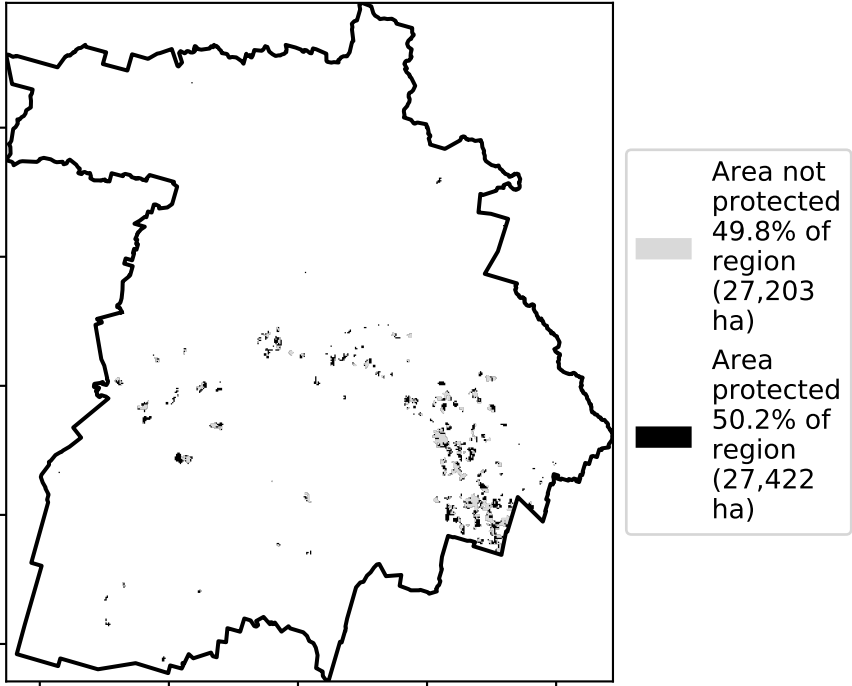 Area not
protected
49.8% of
region
(27,203
ha)
Area
protected
50.2% of
region
(27,422
ha)